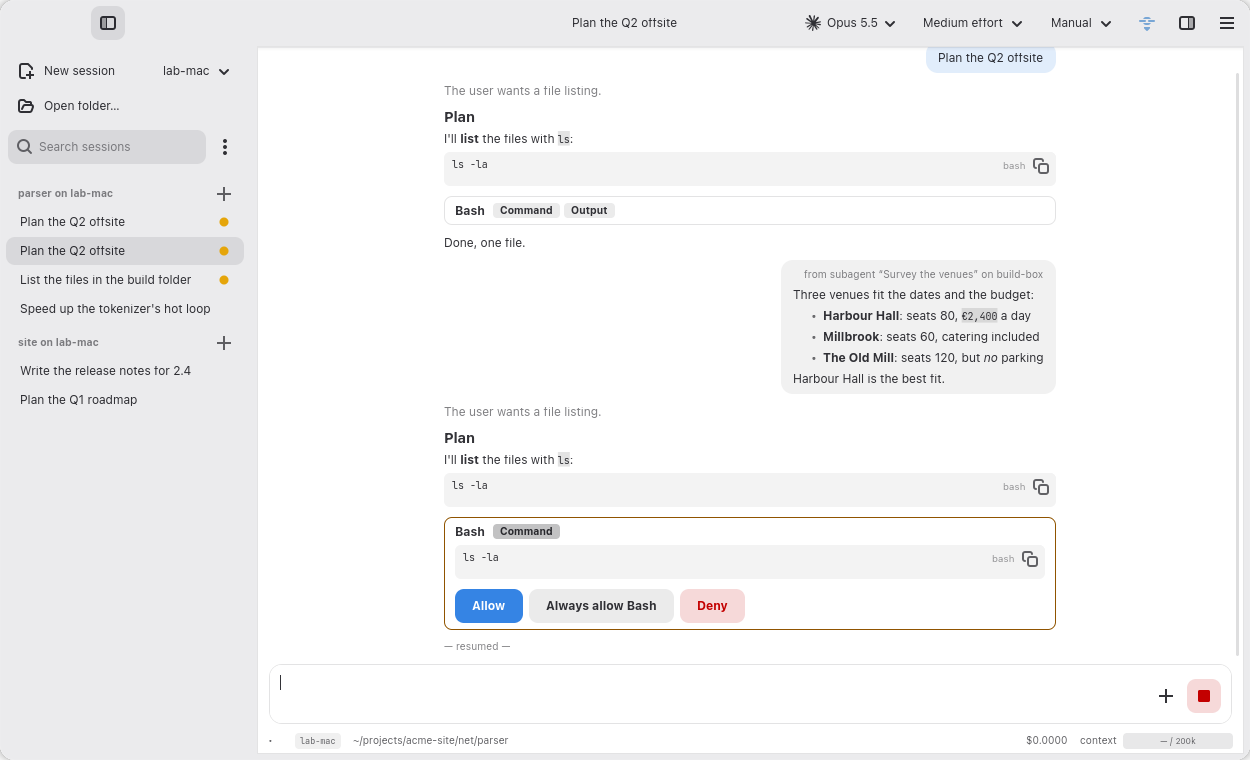 Plan the Q2 offsite
Opus 5.5
Medium effort
Manual
New session
lab-mac
Open folder...
Search sessions
parser on lab-mac
Plan the Q2 offsite
Plan the Q2 offsite
List the files in the build folder
Speed up the tokenizer's hot loop
site on lab-mac
Write the release notes for 2.4
Plan the Q1 roadmap
Plan the Q2 offsite
The user wants a file listing.
Plan
I'll list the files with ls:
ls -la
bash
Bash Command Output
Done, one file.
from subagent “Survey the venues” on build-box
Three venues fit the dates and the budget:
• Harbour Hall: seats 80, €2,400 a day
• Millbrook: seats 60, catering included
• The Old Mill: seats 120, but no parking
Harbour Hall is the best fit.
The user wants a file listing.
Plan
I'll list the files with ls:
ls -la
bash
Bash Command
ls -la
bash
Allow
Always allow Bash
Deny
— resumed —
lab-mac
~/projects/acme-site/net/parser
$0.0000
context
— / 200k